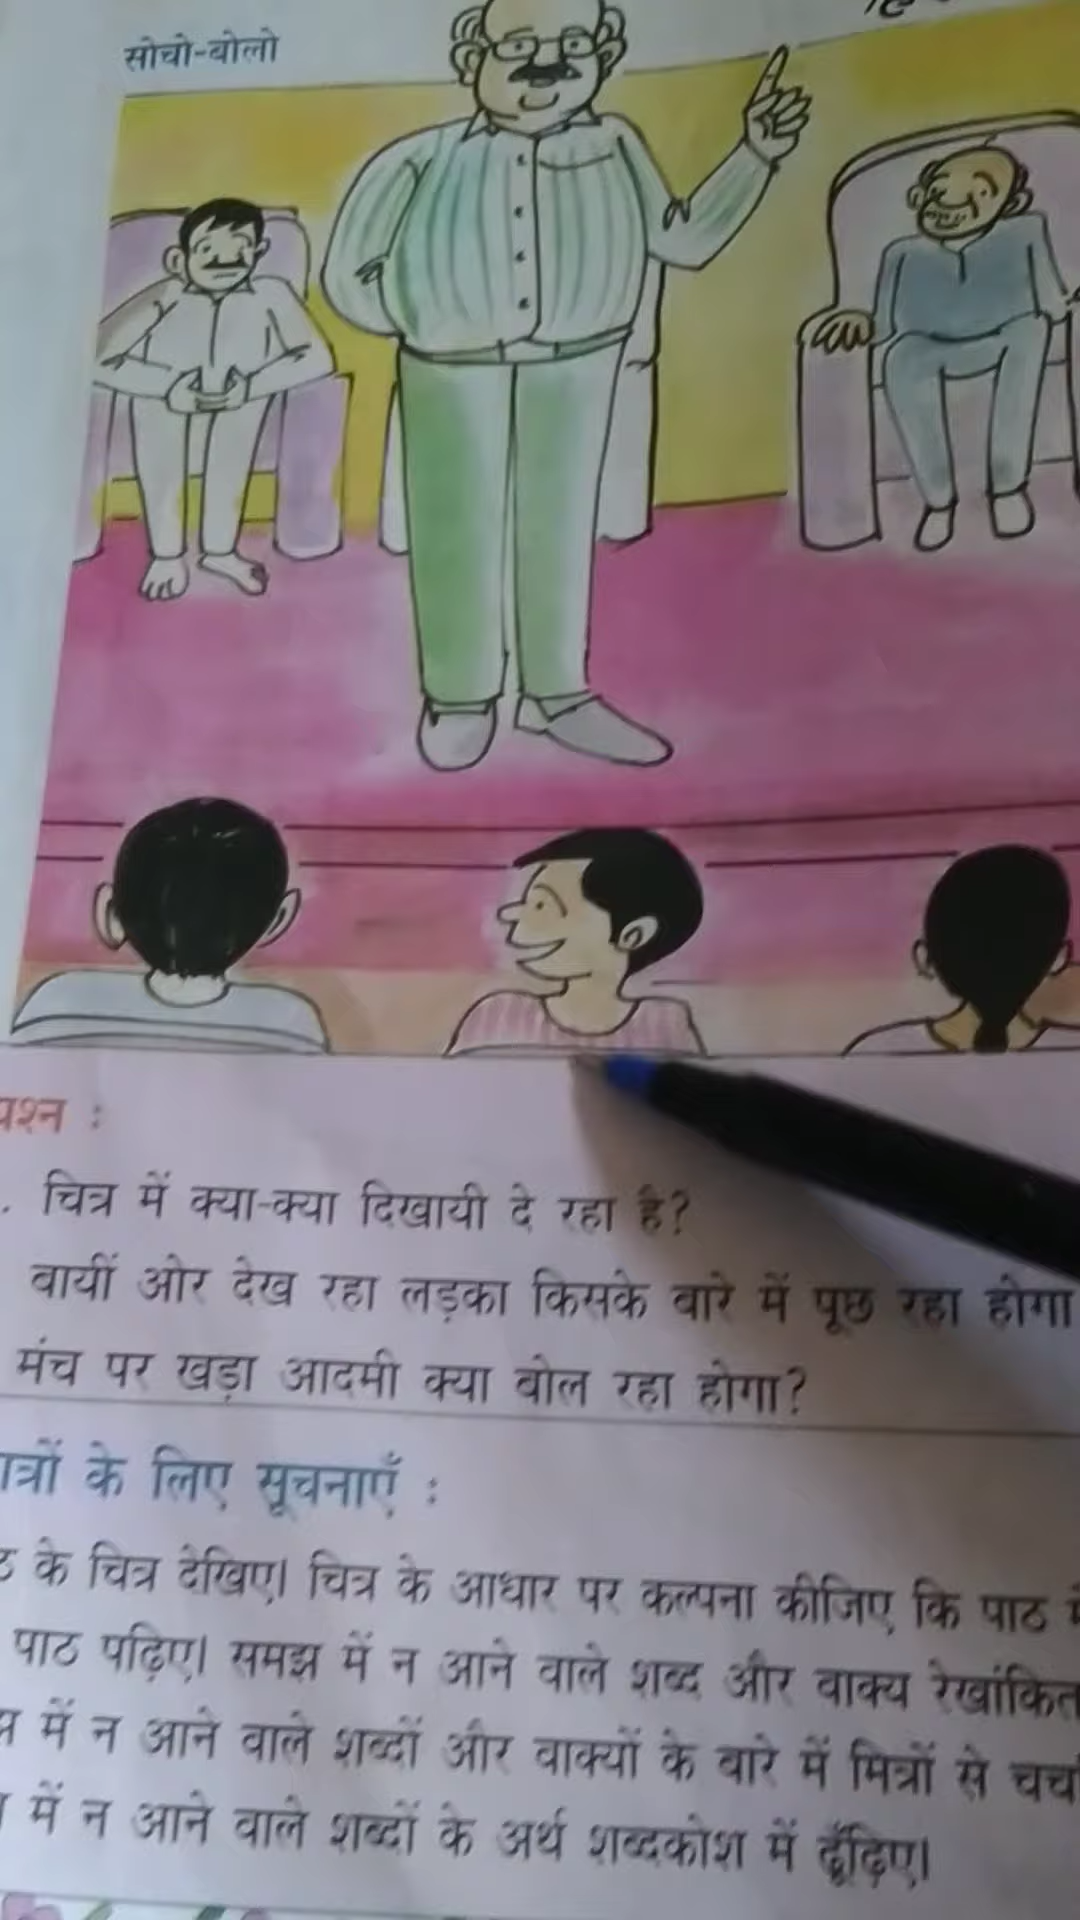 सोचो-बोलो
प्रश्न :
. चित्र में क्या-क्या दिखायी दे रहा है?
बायीं ओर देख रहा लड़का किसके बारे में पूछ रहा होगा
मंच पर खड़ा आदमी क्या बोल रहा होगा?
के लिए सूचनाएँ :
के चित्र देखिए। चित्र के आधार पर कल्पना कीजिए कि पाठ
पाठ पढ़िए। समझ में न आने वाले शब्द और वाक्य रेखांकित
में न आने वाले शब्दों और वाक्यों के बारे में मित्रों से
में न आने वाले शब्दों के अर्थ शब्दकोश में ढूँढ़िए।